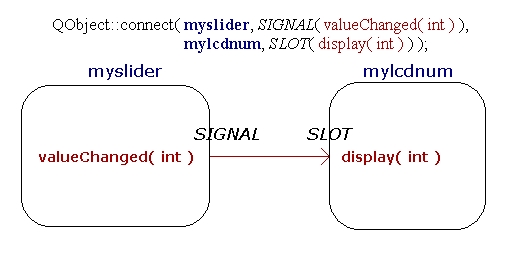 QObject::connect( myslider, SIGNAL( valueChanged( int ) ),
mylcdnum, SLOT( display( int ) ) );
myslider
mylcdnum
SIGNAL
SLOT
valueChanged( int )
display( int )